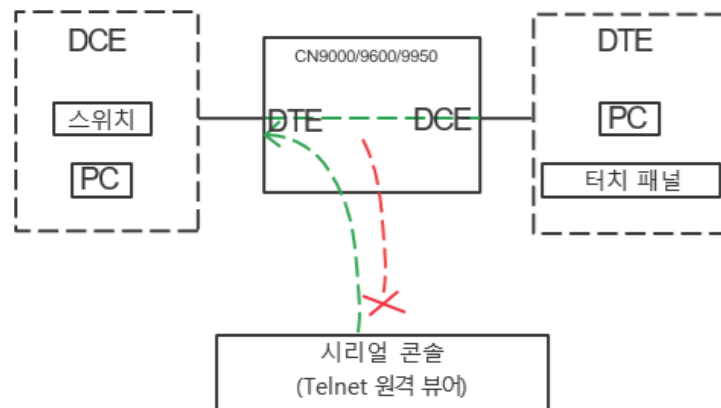 DCE
스위치
PC
CN9000/9600/9950
DTE
DCE
DTE
PC
터치 패널
시리얼 콘솔
(Telnet 원격 뷰어)